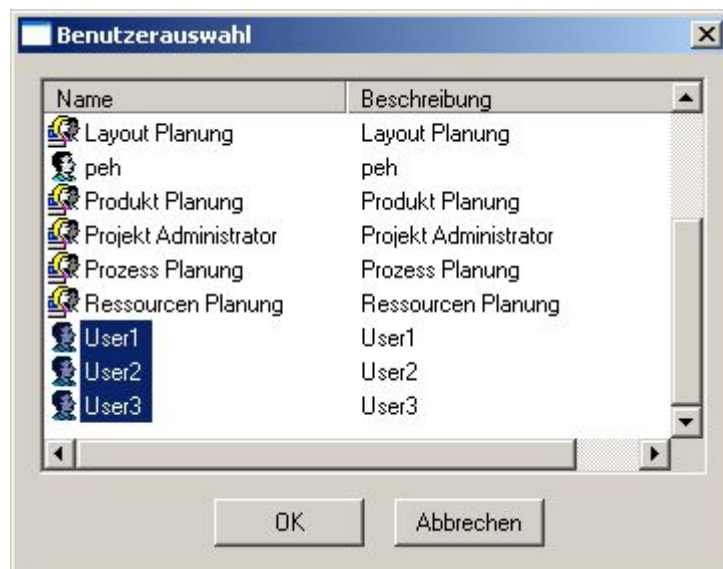 Benutzerauswahl
Name Beschreibung
Layout Planung Layout Planung
peh peh
Produkt Planung Produkt Planung
Projekt Administrator Projekt Administrator
Prozess Planung Prozess Planung
Ressourcen Planung Ressourcen Planung
User1 User1
User2 User2
User3 User3
OK Abbrechen